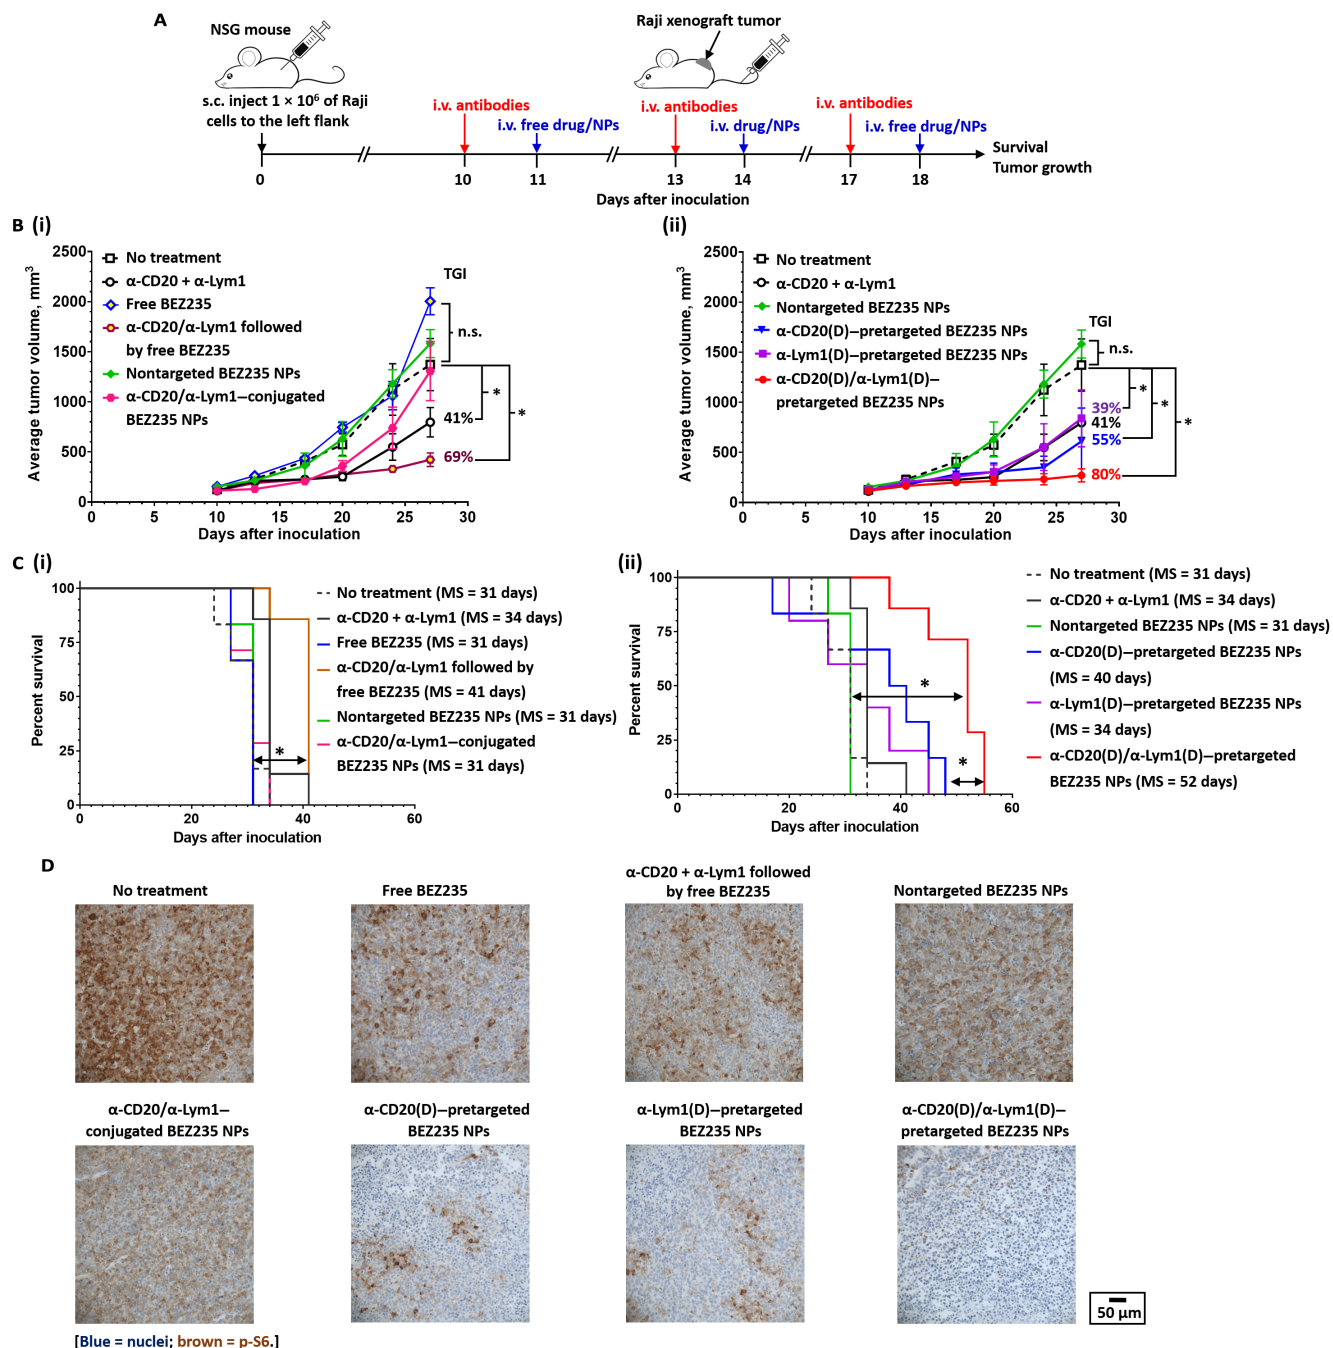 A
NSG mouse
Raji xenograft tumor
s.c. inject 1 × 10⁶ of Raji
cells to the left flank
i.v. antibodies
i.v. free drug/NPs
i.v. antibodies
i.v. drug/NPs
i.v. antibodies
i.v. free drug/NPs
Survival
Tumor growth
0
10
11
13
14
17
18
Days after inoculation
B (i)
Average tumor volume, mm³
2500
2000
1500
1000
500
0
0
5
10
15
20
25
30
Days after inoculation
No treatment
α-CD20 + α-Lym1
Free BEZ235
α-CD20/α-Lym1 followed
by free BEZ235
Nontargeted BEZ235 NPs
α-CD20/α-Lym1–conjugated
BEZ235 NPs
TGI
n.s.
*
*
41%
69%
(ii)
Average tumor volume, mm³
2500
2000
1500
1000
500
0
0
5
10
15
20
25
30
Days after inoculation
No treatment
α-CD20 + α-Lym1
Nontargeted BEZ235 NPs
α-CD20(D)–pretargeted BEZ235 NPs
α-Lym1(D)–pretargeted BEZ235 NPs
α-CD20(D)/α-Lym1(D)–
pretargeted BEZ235 NPs
TGI
n.s.
*
*
*
39%
41%
55%
80%
C (i)
Percent survival
100
75
50
25
0
0
20
40
60
Days after inoculation
*
No treatment (MS = 31 days)
α-CD20 + α-Lym1 (MS = 34 days)
Free BEZ235 (MS = 31 days)
α-CD20/α-Lym1 followed by
free BEZ235 (MS = 41 days)
Nontargeted BEZ235 NPs (MS = 31 days)
α-CD20/α-Lym1–conjugated
BEZ235 NPs (MS = 31 days)
(ii)
Percent survival
100
75
50
25
0
0
20
40
60
Days after inoculation
*
*
No treatment (MS = 31 days)
α-CD20 + α-Lym1 (MS = 34 days)
Nontargeted BEZ235 NPs (MS = 31 days)
α-CD20(D)–pretargeted BEZ235 NPs
(MS = 40 days)
α-Lym1(D)–pretargeted BEZ235 NPs
(MS = 34 days)
α-CD20(D)/α-Lym1(D)–pretargeted
BEZ235 NPs (MS = 52 days)
D
No treatment
Free BEZ235
α-CD20 + α-Lym1 followed
by free BEZ235
Nontargeted BEZ235 NPs
α-CD20/α-Lym1–
conjugated BEZ235 NPs
α-CD20(D)–pretargeted
BEZ235 NPs
α-Lym1(D)–pretargeted
BEZ235 NPs
α-CD20(D)/α-Lym1(D)–
pretargeted BEZ235 NPs
50 µm
[Blue = nuclei; brown = p-S6.]